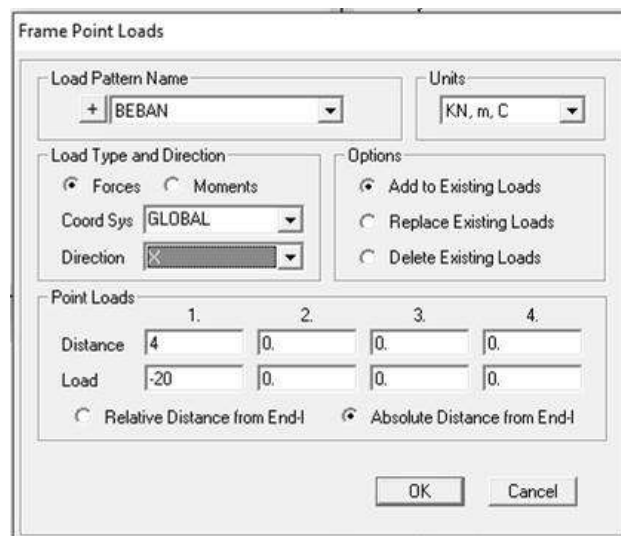 Frame Point Loads
Load Pattern Name
+ BEBAN
Units
KN, m, C
Load Type and Direction
Forces Moments
Coord Sys GLOBAL
Direction X
Options
Add to Existing Loads
Replace Existing Loads
Delete Existing Loads
Point Loads
1. 2. 3. 4.
Distance 4 0. 0. 0.
Load -20 0. 0. 0.
Relative Distance from End-I Absolute Distance from End-I
OK Cancel